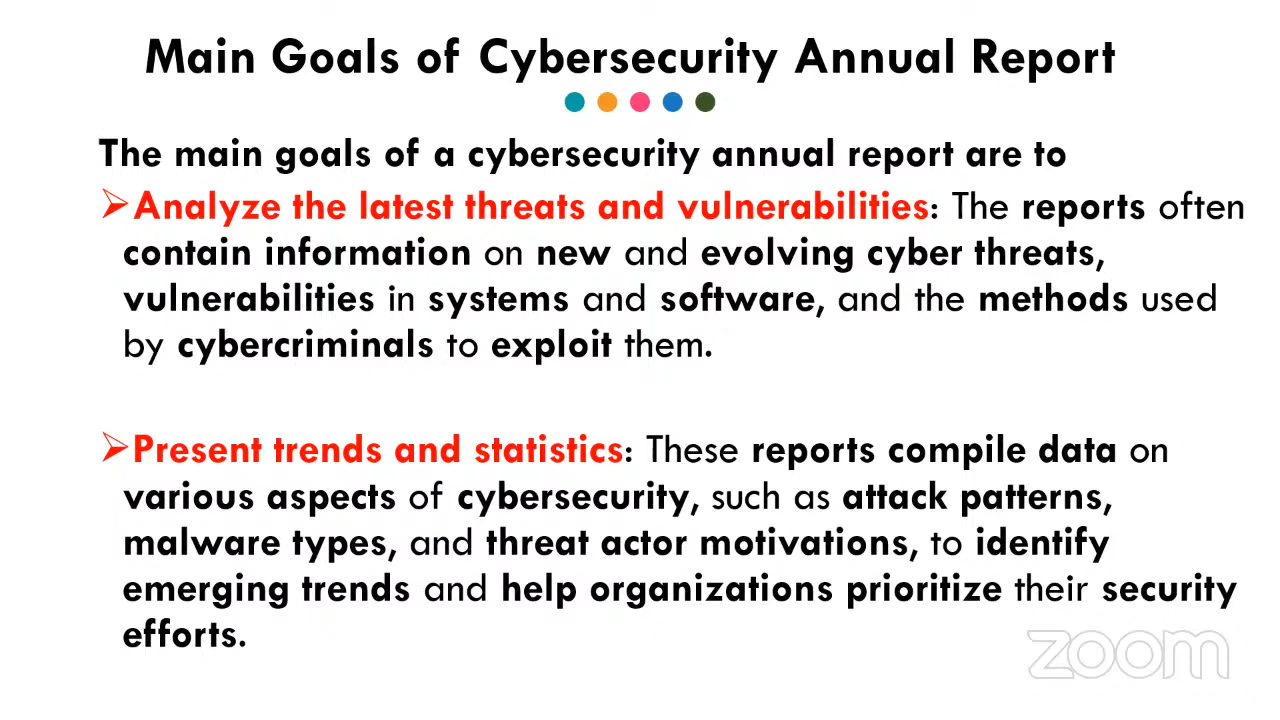 Main Goals of Cybersecurity Annual Report
The main goals of a cybersecurity annual report are to
Analyze the latest threats and vulnerabilities: The reports often
contain information on new and evolving cyber threats,
vulnerabilities in systems and software, and the methods used
by cybercriminals to exploit them.
Present trends and statistics: These reports compile data on
various aspects of cybersecurity, such as attack patterns,
malware types, and threat actor motivations, to identify
emerging trends and help organizations prioritize their security
efforts.
zoom